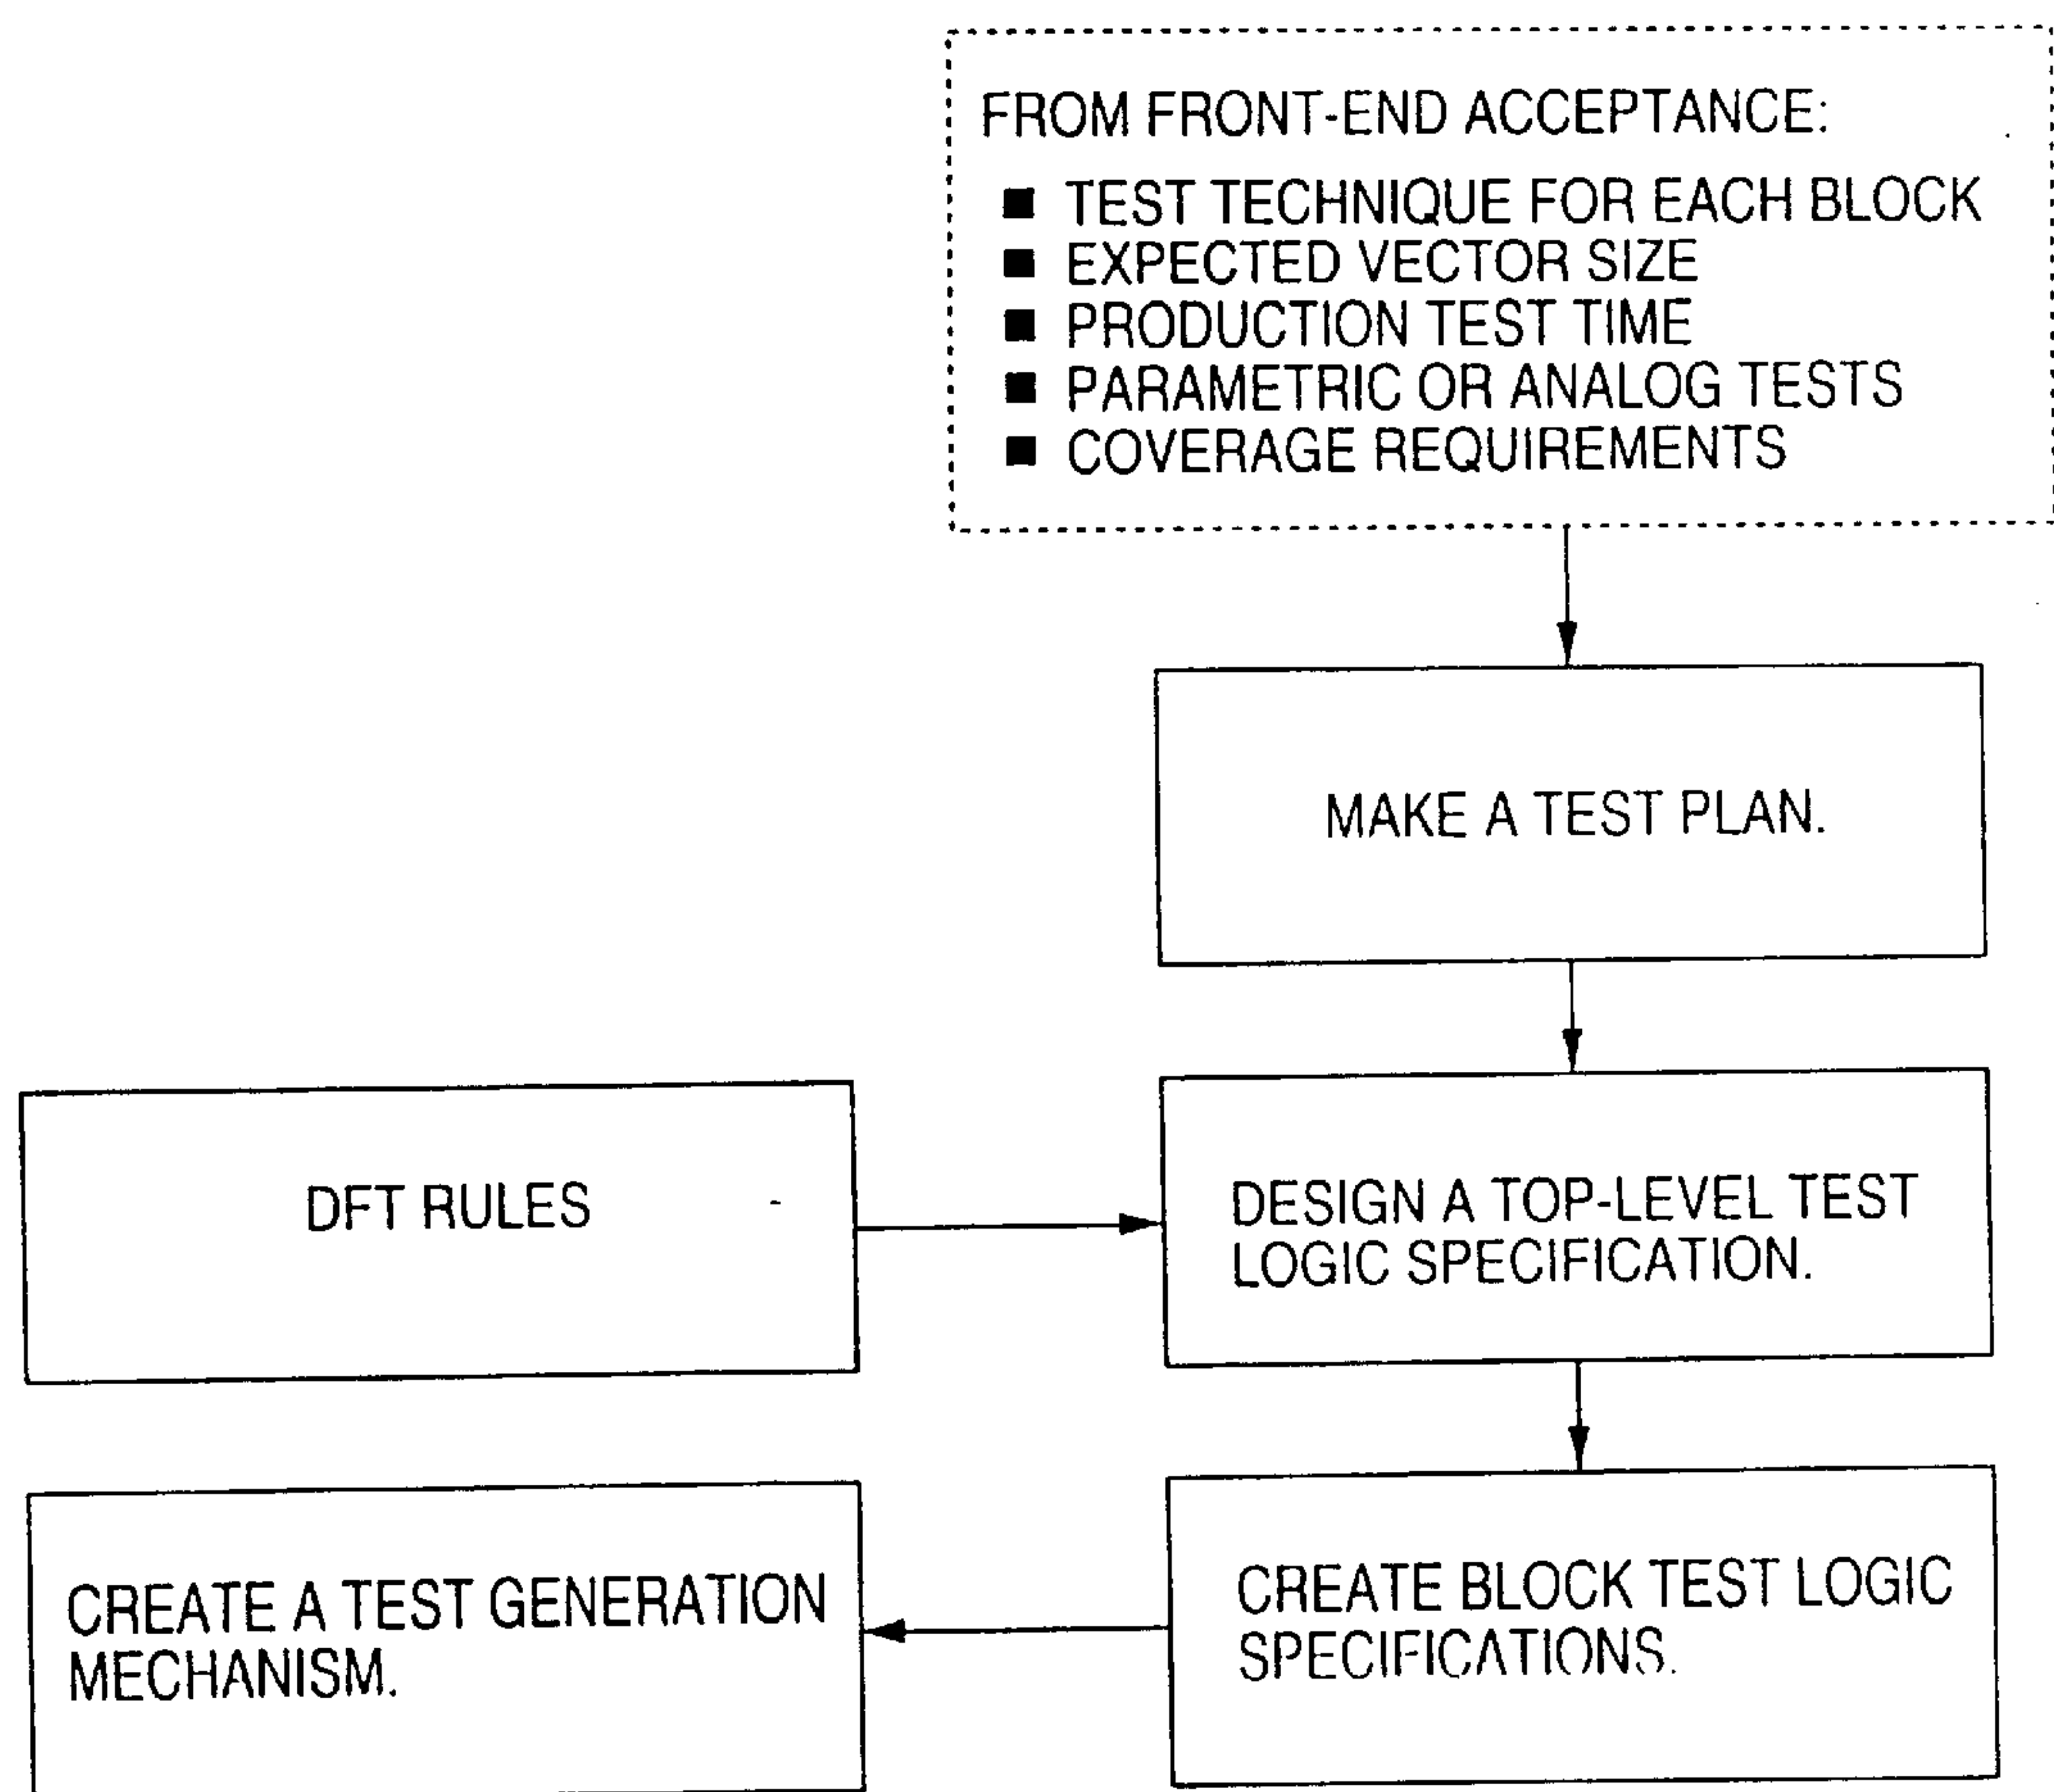 FROM FRONT-END ACCEPTANCE:
■ TEST TECHNIQUE FOR EACH BLOCK
■ EXPECTED VECTOR SIZE
■ PRODUCTION TEST TIME
■ PARAMETRIC OR ANALOG TESTS
■ COVERAGE REQUIREMENTS
MAKE A TEST PLAN.
DFT RULES
DESIGN A TOP-LEVEL TEST
LOGIC SPECIFICATION.
CREATE BLOCK TEST LOGIC
SPECIFICATIONS.
CREATE A TEST GENERATION
MECHANISM.